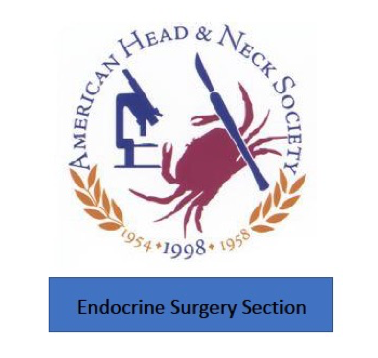 AMERICAN HEAD & NECK SOCIETY
1954 • 1998 • 1958
Endocrine Surgery Section